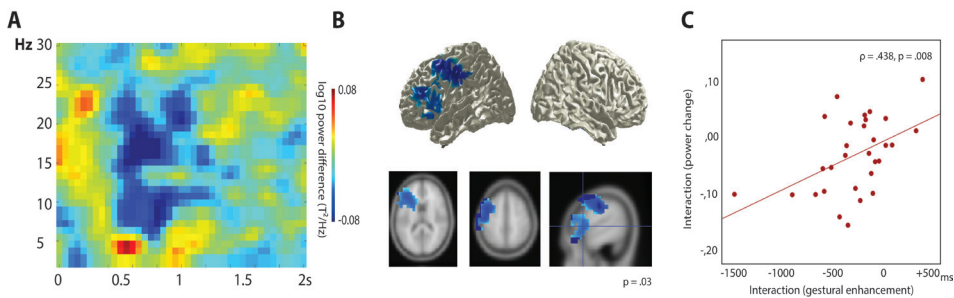 A
Hz
30
25
20
15
10
5
0
0.5
1
1.5
2s
0.08
-0.08
log10 power difference (T²/Hz)
B
p = .03
C
ρ = .438, p = .008
,10
,00
-,10
-,20
Interaction (power change)
-1500
-1000
-500
0
+500
ms
Interaction (gestural enhancement)